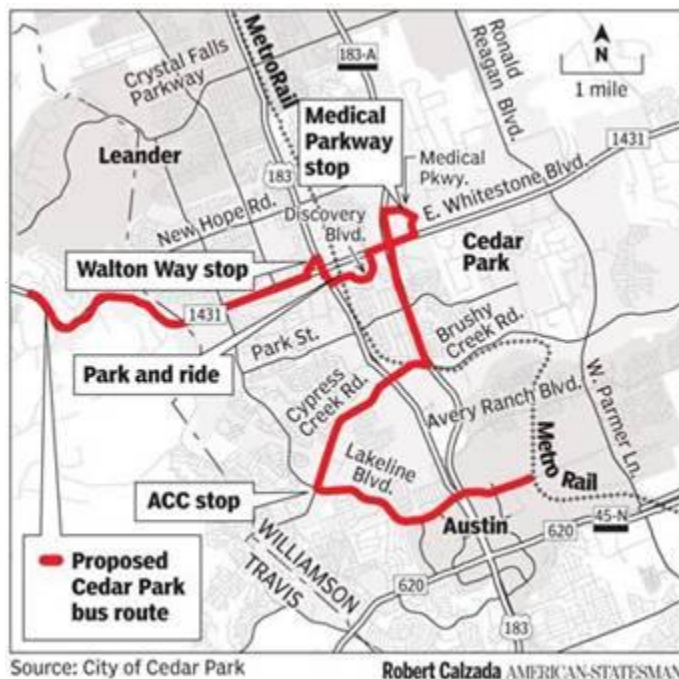 Crystal Falls
Parkway
MetroRail
183-A
Ronald
Reagan Blvd.
N
1 mile
Leander
Medical
Parkway
stop
Medical
Pkwy.
1431
183
E. Whitestone Blvd.
New Hope Rd.
Discovery
Blvd.
Cedar
Park
Walton Way stop
1431
Park St.
Brushy
Creek Rd.
Park and ride
Cypress
Creek Rd.
Avery Ranch Blvd.
W. Parmer Ln.
Metro Rail
Lakeline
Blvd.
ACC stop
Austin
45-N
620
WILLIAMSON
TRAVIS
620
183
Proposed
Cedar Park
bus route
Source: City of Cedar Park
Robert Calzada AMERICAN-STATESMAN